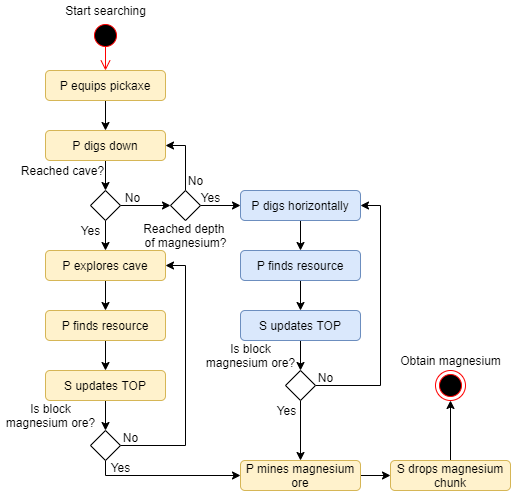 Start searching
P equips pickaxe
P digs down
Reached cave?
No
No
Yes
Reached depth
of magnesium?
Yes
P digs horizontally
P explores cave
P finds resource
P finds resource
S updates TOP
Is block
magnesium ore?
No
Yes
S updates TOP
Is block
magnesium ore?
No
Yes
P mines magnesium
ore
S drops magnesium
chunk
Obtain magnesium